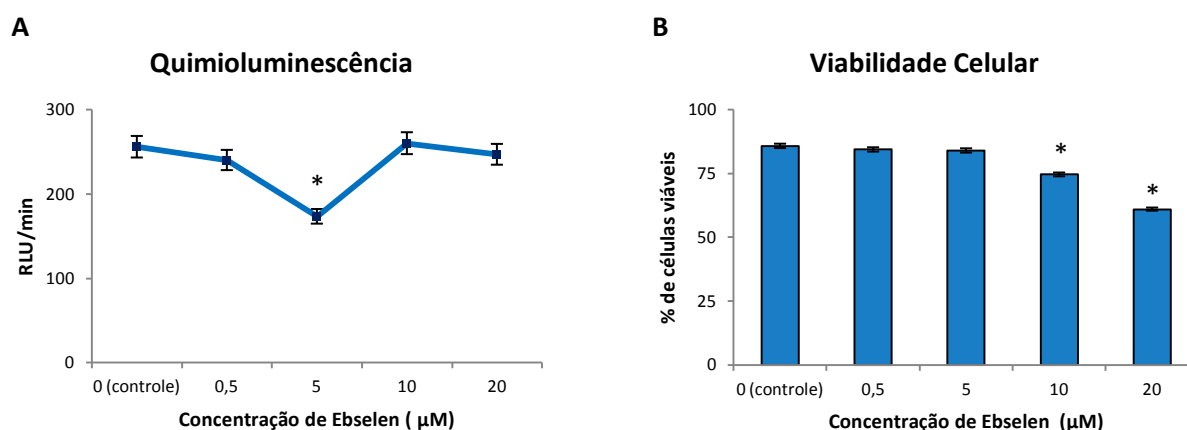 A
Quimioluminescência
300
200
100
0
RLU/min
*
0 (controle) 0,5 5 10 20
Concentração de Ebselen ( µM)
B
Viabilidade Celular
100
75
50
25
0
% de células viáveis
*
*
0 (controle) 0,5 5 10 20
Concentração de Ebselen (µM)